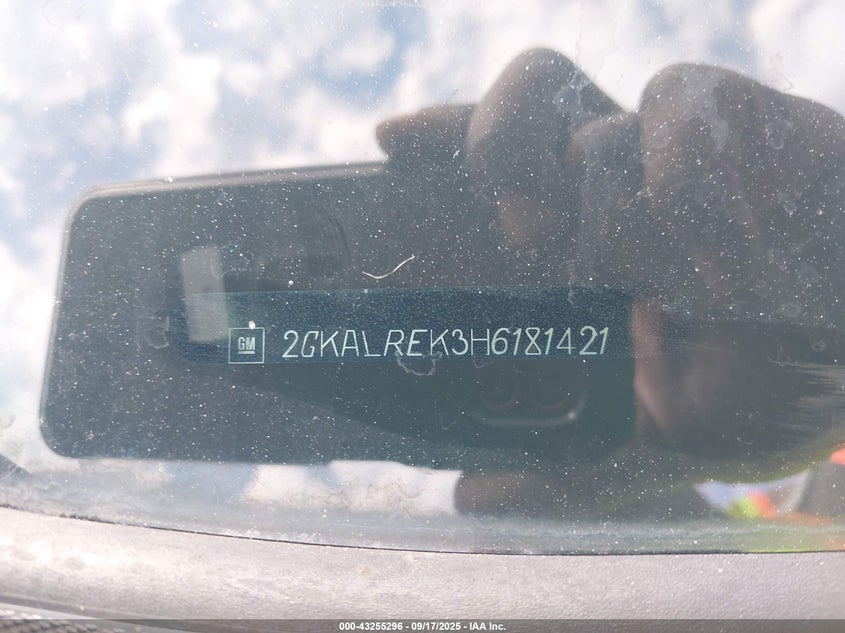 GM 2GKALREK3H6181421
000-43255296 - 09/17/2025 - IAA Inc.